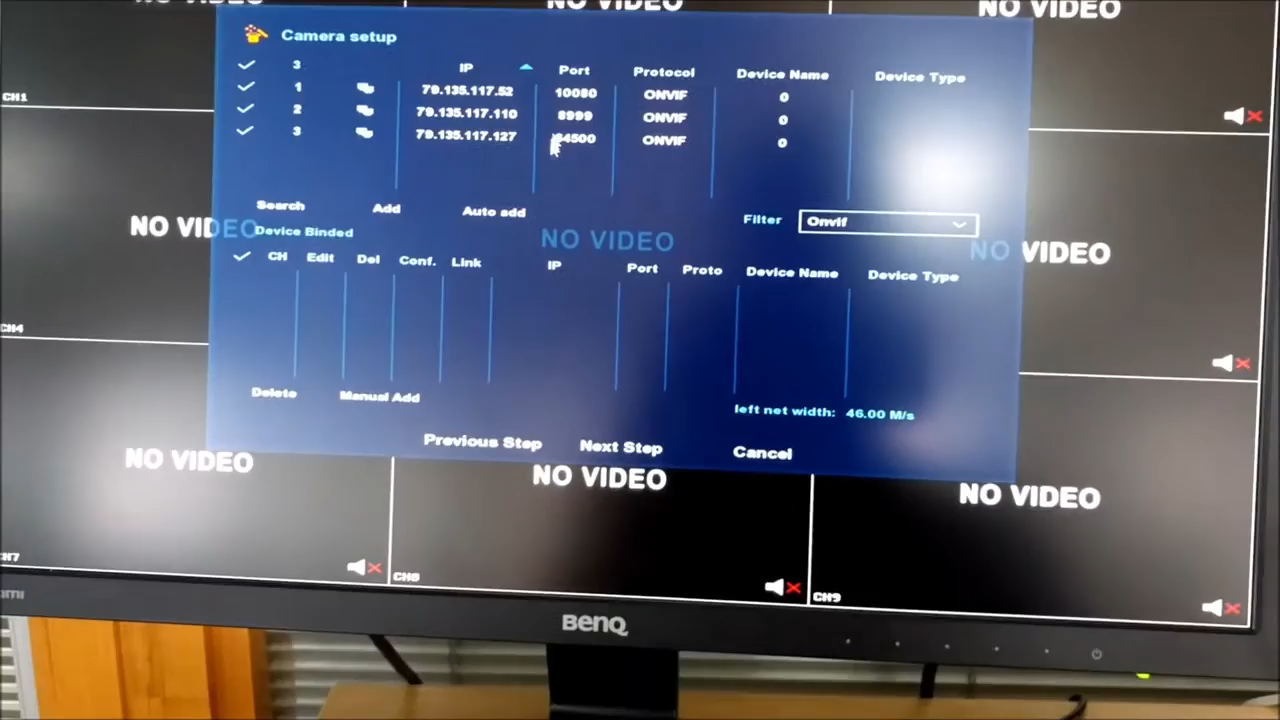 NO VIDEO
NO VIDEO
NO VIDEO
Camera setup
3 IP Port Protocol Device Name Device Type
1 79.135.117.52 10080 ONVIF 0
2 79.135.117.110 8999 ONVIF 0
3 79.135.117.127 34500 ONVIF 0
CH1
Search Add Auto add Filter Onvif
NO VIDEO
NO VIDEO
NO VIDEO
Device Binded
CH Edit Del Conf. Link IP Port Proto Device Name Device Type
CH4
Delete Manual Add left net width: 46.00 M/s
Previous Step Next Step Cancel
NO VIDEO
NO VIDEO
NO VIDEO
CH7
CH8
CH9
BenQ